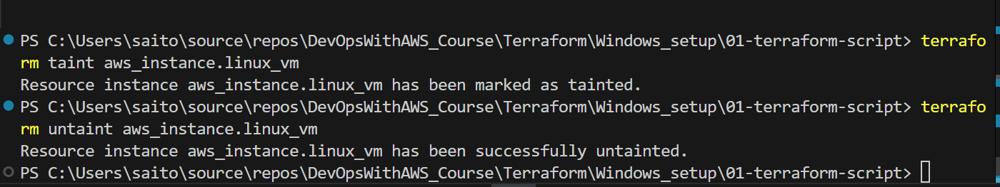 PS C:\Users\saito\source\repos\DevOpsWithAWS_Course\Terraform\Windows_setup\01-terraform-script> terrafo
rm taint aws_instance.linux_vm
Resource instance aws_instance.linux_vm has been marked as tainted.
PS C:\Users\saito\source\repos\DevOpsWithAWS_Course\Terraform\Windows_setup\01-terraform-script> terrafo
rm untaint aws_instance.linux_vm
Resource instance aws_instance.linux_vm has been successfully untainted.
PS C:\Users\saito\source\repos\DevOpsWithAWS_Course\Terraform\Windows_setup\01-terraform-script>